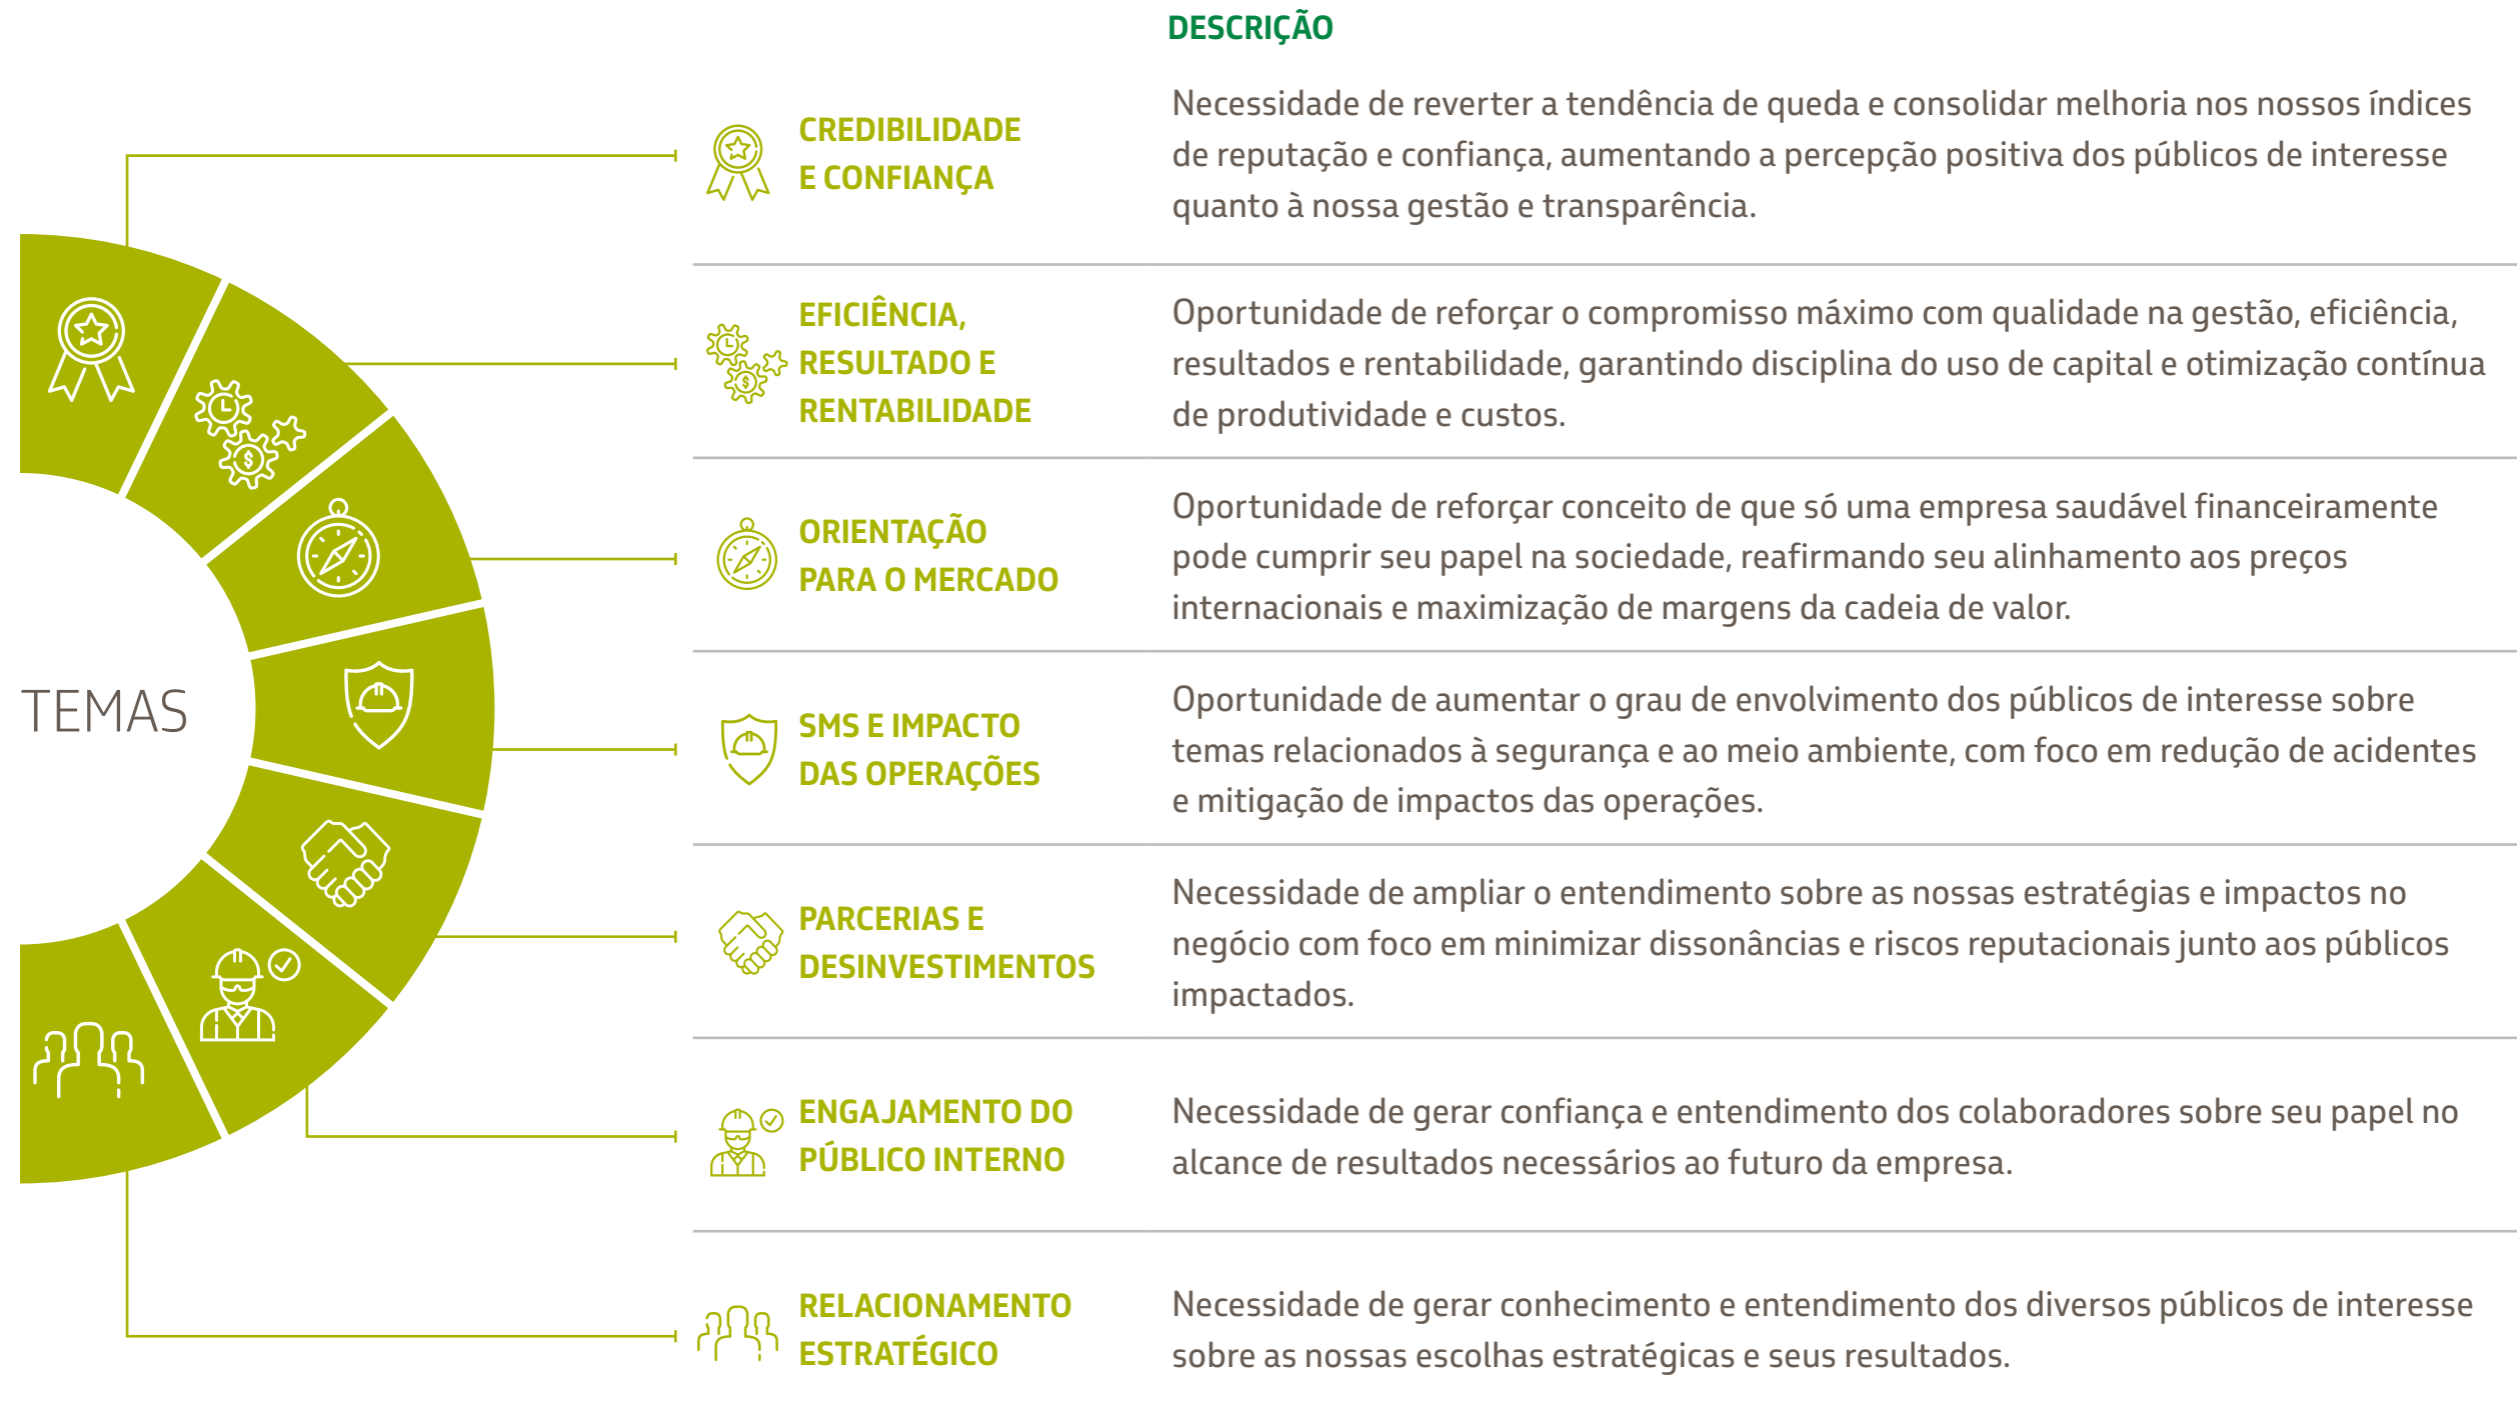 DESCRIÇÃO
TEMAS
CREDIBILIDADE
E CONFIANÇA
Necessidade de reverter a tendência de queda e consolidar melhoria nos nossos índices
de reputação e confiança, aumentando a percepção positiva dos públicos de interesse
quanto à nossa gestão e transparência.
EFICIÊNCIA,
RESULTADO E
RENTABILIDADE
Oportunidade de reforçar o compromisso máximo com qualidade na gestão, eficiência,
resultados e rentabilidade, garantindo disciplina do uso de capital e otimização contínua
de produtividade e custos.
ORIENTAÇÃO
PARA O MERCADO
Oportunidade de reforçar conceito de que só uma empresa saudável financeiramente
pode cumprir seu papel na sociedade, reafirmando seu alinhamento aos preços
internacionais e maximização de margens da cadeia de valor.
SMS E IMPACTO
DAS OPERAÇÕES
Oportunidade de aumentar o grau de envolvimento dos públicos de interesse sobre
temas relacionados à segurança e ao meio ambiente, com foco em redução de acidentes
e mitigação de impactos das operações.
PARCERIAS E
DESINVESTIMENTOS
Necessidade de ampliar o entendimento sobre as nossas estratégias e impactos no
negócio com foco em minimizar dissonâncias e riscos reputacionais junto aos públicos
impactados.
ENGAJAMENTO DO
PÚBLICO INTERNO
Necessidade de gerar confiança e entendimento dos colaboradores sobre seu papel no
alcance de resultados necessários ao futuro da empresa.
RELACIONAMENTO
ESTRATÉGICO
Necessidade de gerar conhecimento e entendimento dos diversos públicos de interesse
sobre as nossas escolhas estratégicas e seus resultados.